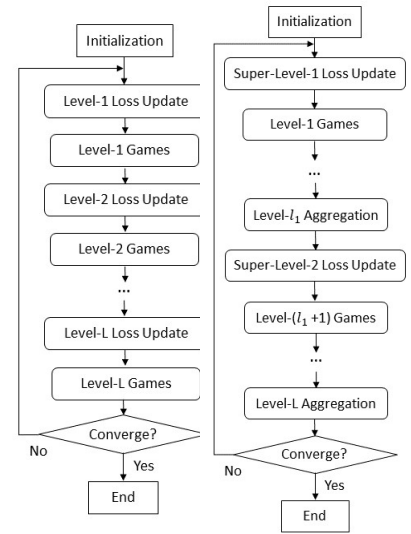 Initialization
Level-1 Loss Update
Level-1 Games
Level-2 Loss Update
Level-2 Games
...
Level-L Loss Update
Level-L Games
Converge?
No
Yes
End
Initialization
Super-Level-1 Loss Update
Level-1 Games
...
Level-l₁ Aggregation
Super-Level-2 Loss Update
Level-(l₁ +1) Games
...
Level-L Aggregation
Converge?
No
Yes
End